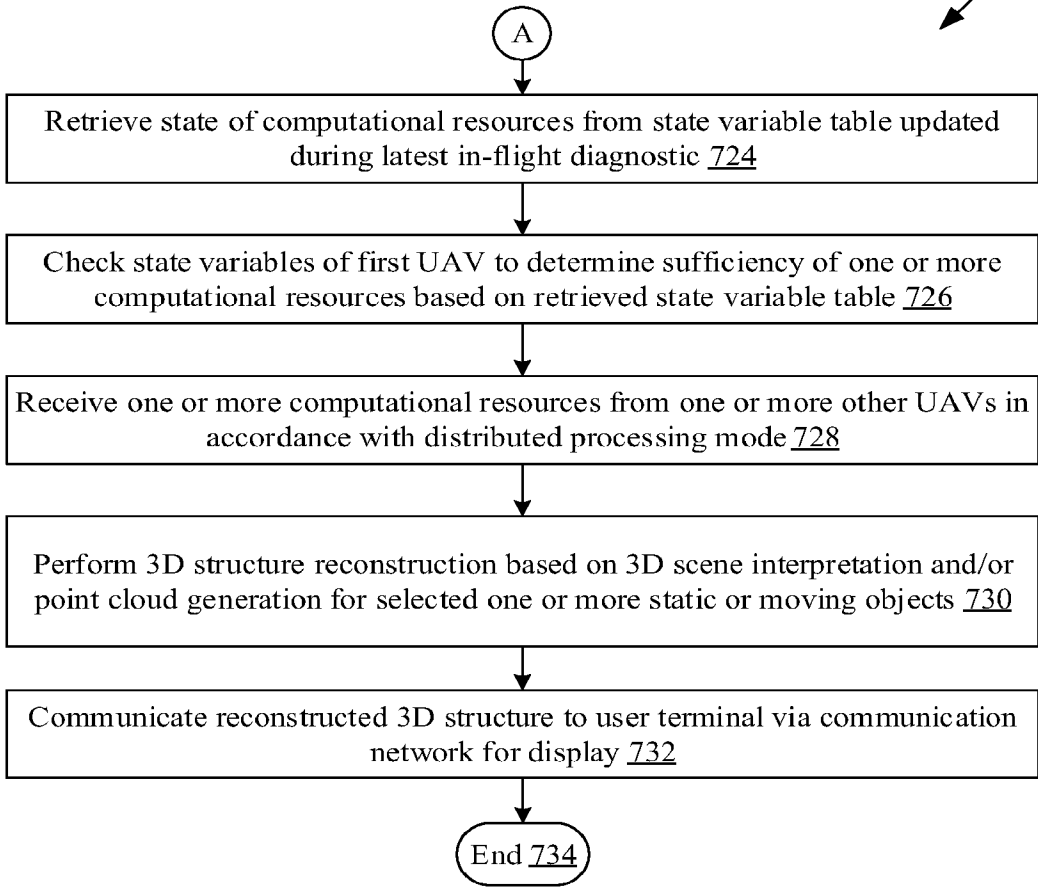 A
Retrieve state of computational resources from state variable table updated
during latest in-flight diagnostic 724
Check state variables of first UAV to determine sufficiency of one or more
computational resources based on retrieved state variable table 726
Receive one or more computational resources from one or more other UAVs in
accordance with distributed processing mode 728
Perform 3D structure reconstruction based on 3D scene interpretation and/or
point cloud generation for selected one or more static or moving objects 730
Communicate reconstructed 3D structure to user terminal via communication
network for display 732
End 734